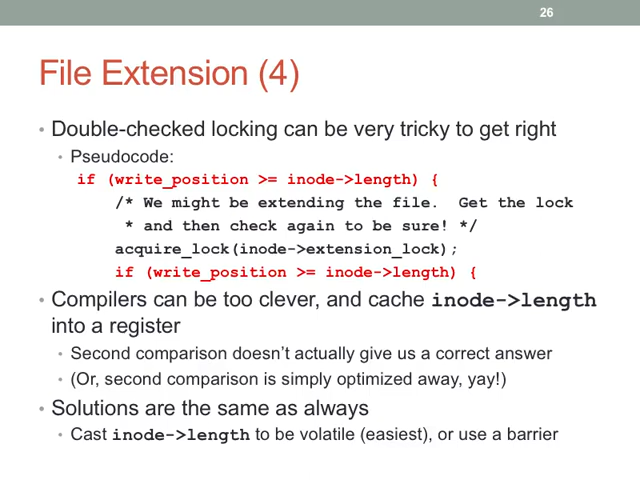 26
File Extension (4)
• Double-checked locking can be very tricky to get right
• Pseudocode:
if (write_position >= inode->length) {
/* We might be extending the file.  Get the lock
* and then check again to be sure! */
acquire_lock(inode->extension_lock);
if (write_position >= inode->length) {
• Compilers can be too clever, and cache inode->length
into a register
• Second comparison doesn't actually give us a correct answer
• (Or, second comparison is simply optimized away, yay!)
• Solutions are the same as always
• Cast inode->length to be volatile (easiest), or use a barrier